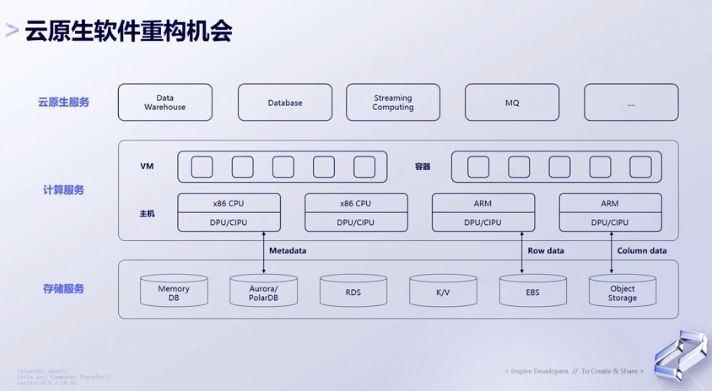 > 云原生软件重构机会
云原生服务
Data
Warehouse
Database
Streaming
Computing
MQ
....
计算服务
VM
容器
主机
x86 CPU
DPU/CIPU
x86 CPU
DPU/CIPU
ARM
DPU/CIPU
ARM
DPU/CIPU
Metadata
Row data
Column data
存储服务
Memory
DB
Aurora/
PolarDB
RDS
K/V
EBS
Object
Storage
< Inspire Developers // To Create & Share >